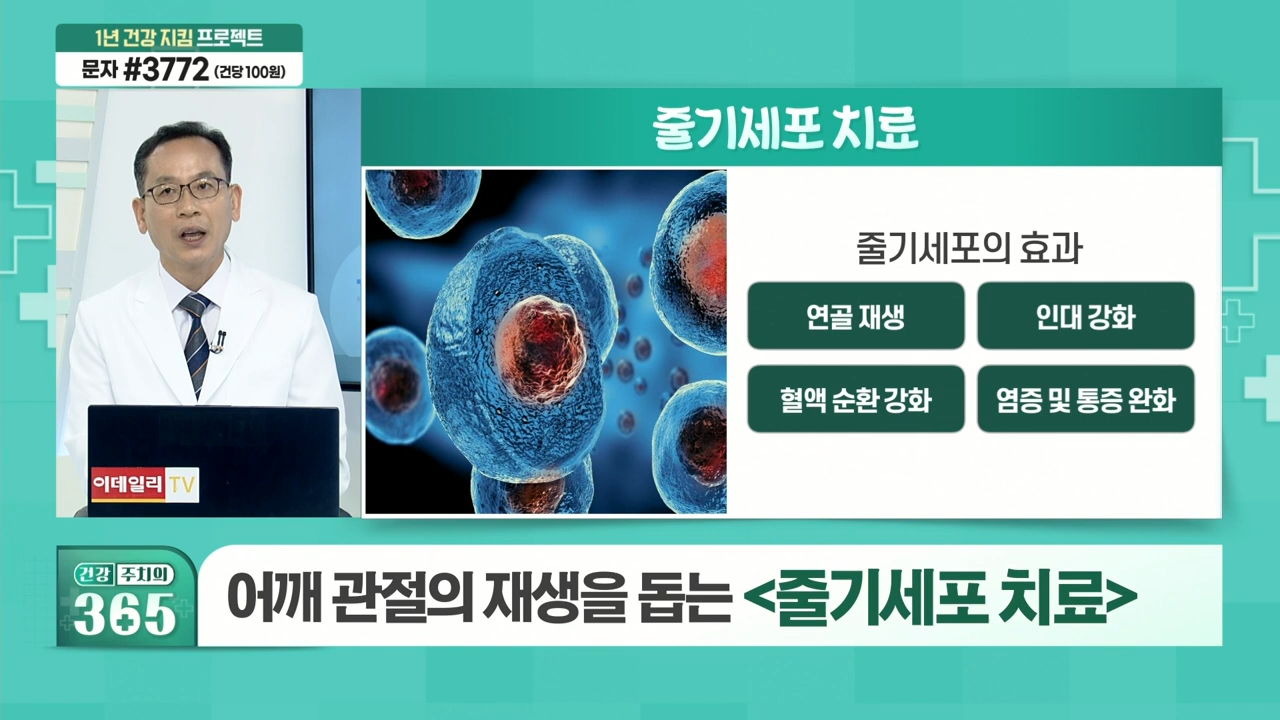 1년 건강 지킴 프로젝트
문자 #3772 (건당 100원)
줄기세포 치료
줄기세포의 효과
연골 재생
인대 강화
혈액 순환 강화
염증 및 통증 완화
이데일리 TV
건강 주치의
365
어깨 관절의 재생을 돕는 <줄기세포 치료>